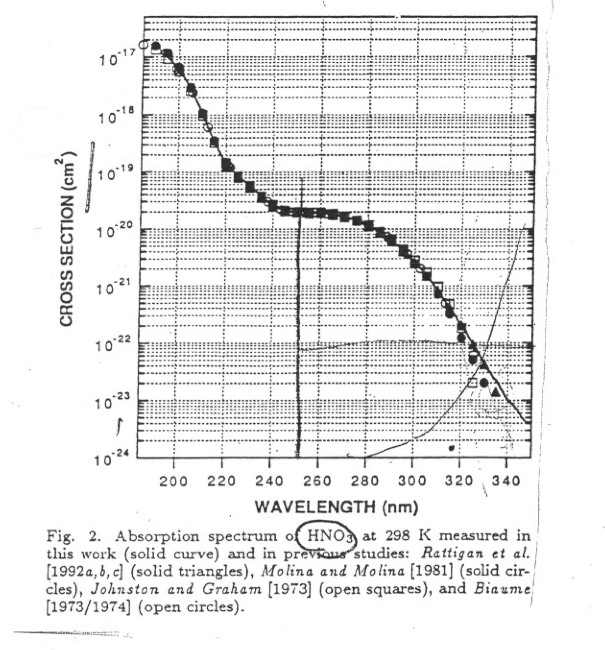 10⁻¹⁷
10⁻¹⁸
10⁻¹⁹
10⁻²⁰
10⁻²¹
10⁻²²
10⁻²³
10⁻²⁴
CROSS SECTION (cm²)
200 220 240 260 280 300 320 340
WAVELENGTH (nm)
Fig. 2. Absorption spectrum of HNO₃ at 298 K measured in
this work (solid curve) and in previous studies: Rattigan et al.
[1992a,b,c] (solid triangles), Molina and Molina [1981] (solid cir-
cles), Johnston and Graham [1973] (open squares), and Biaume
[1973/1974] (open circles).